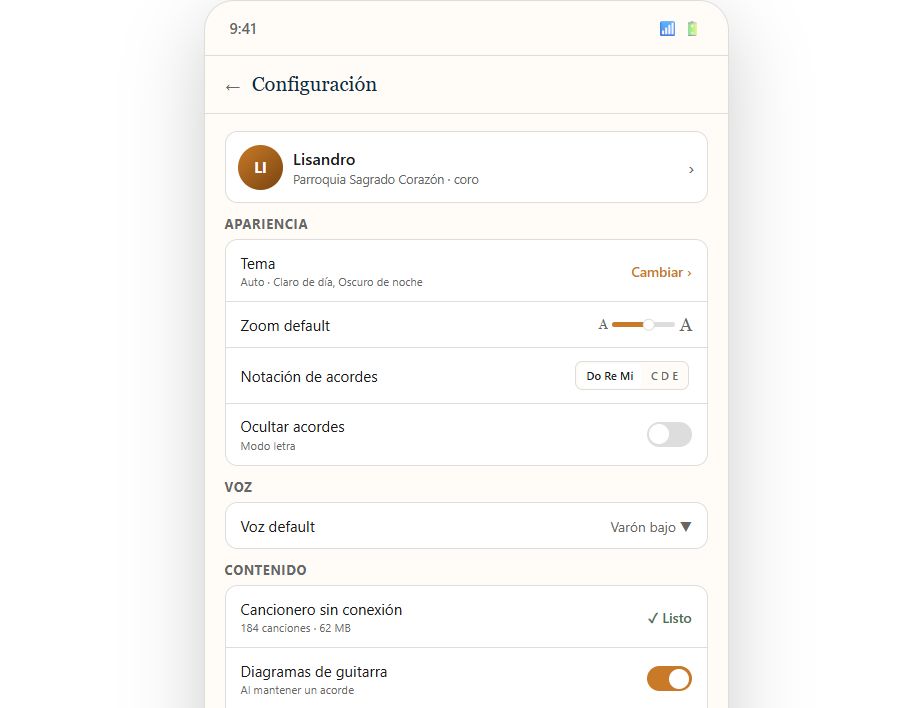 9:41
← Configuración
LI
Lisandro
Parroquia Sagrado Corazón · coro
›
APARIENCIA
Tema
Auto · Claro de día, Oscuro de noche
Cambiar ›
Zoom default
A A
Notación de acordes
Do Re Mi C D E
Ocultar acordes
Modo letra
VOZ
Voz default
Varón bajo ▼
CONTENIDO
Cancionero sin conexión
184 canciones · 62 MB
✓ Listo
Diagramas de guitarra
Al mantener un acorde